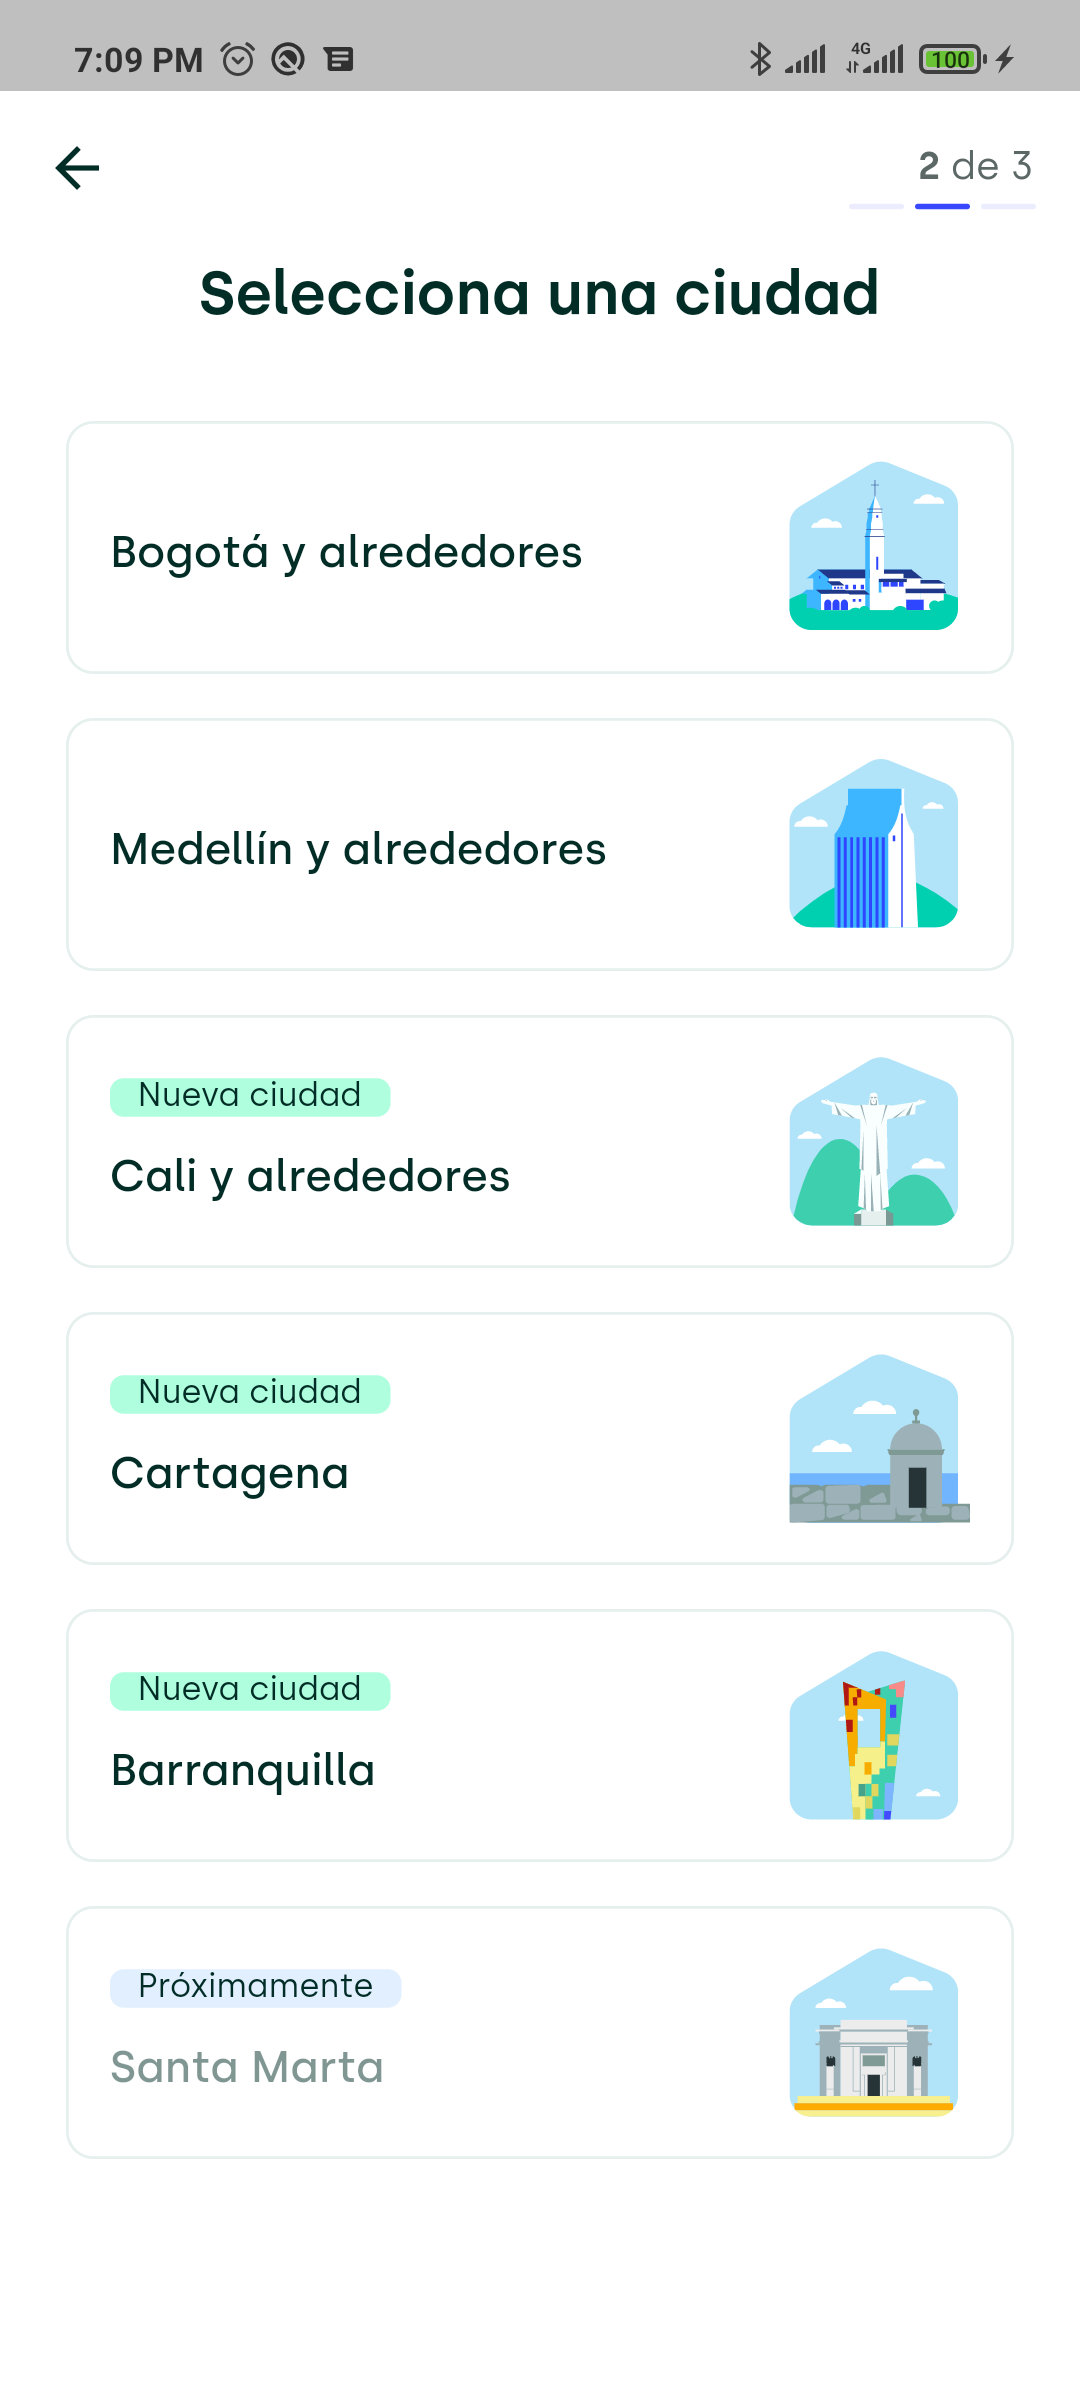 7:09 PM
4G
100
2 de 3
Selecciona una ciudad
Bogotá y alrededores
Medellín y alrededores
Nueva ciudad
Cali y alrededores
Nueva ciudad
Cartagena
Nueva ciudad
Barranquilla
Próximamente
Santa Marta